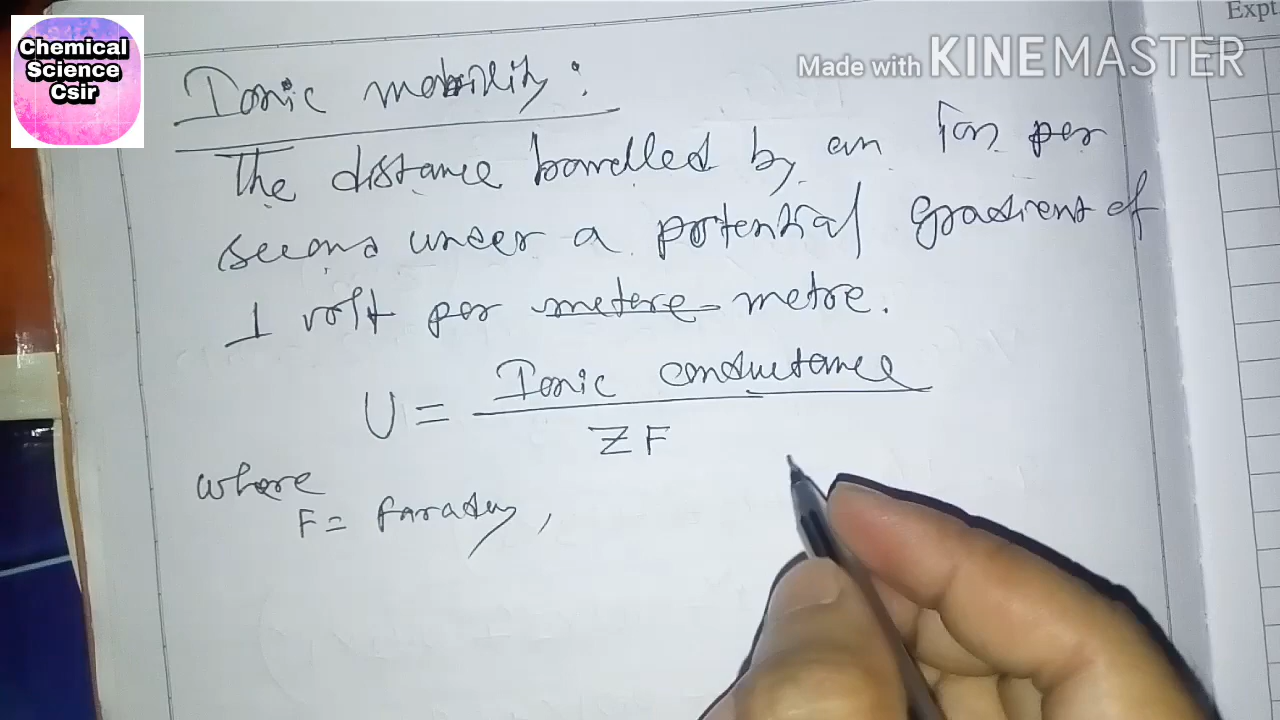 Chemical
Science
Csir
Made with KINEMASTER
Expt
Ionic mobility :
The distance travelled by an Ion per
second under a potential gradient of
1 volt per metere metre.
U = Ionic conductance
ZF
where
F = faraday,